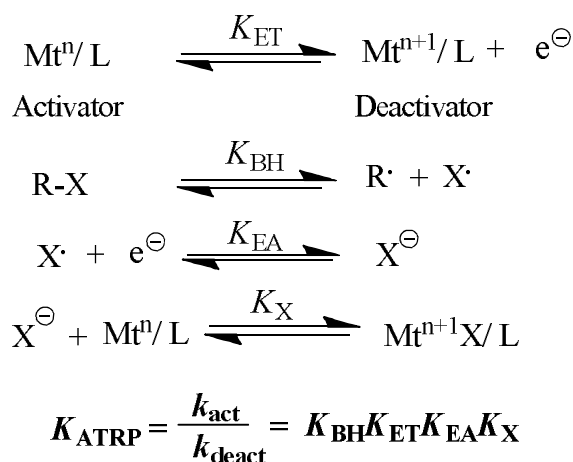 K_ET
Mt^n/ L ⇌ Mt^{n+1}/ L + e^⊖
Activator Deactivator
K_BH
R-X ⇌ R· + X·
K_EA
X· + e^⊖ ⇌ X^⊖
K_X
X^⊖ + Mt^n/ L ⇌ Mt^{n+1}X/ L
K_ATRP = k_act / k_deact = K_BH K_ET K_EA K_X